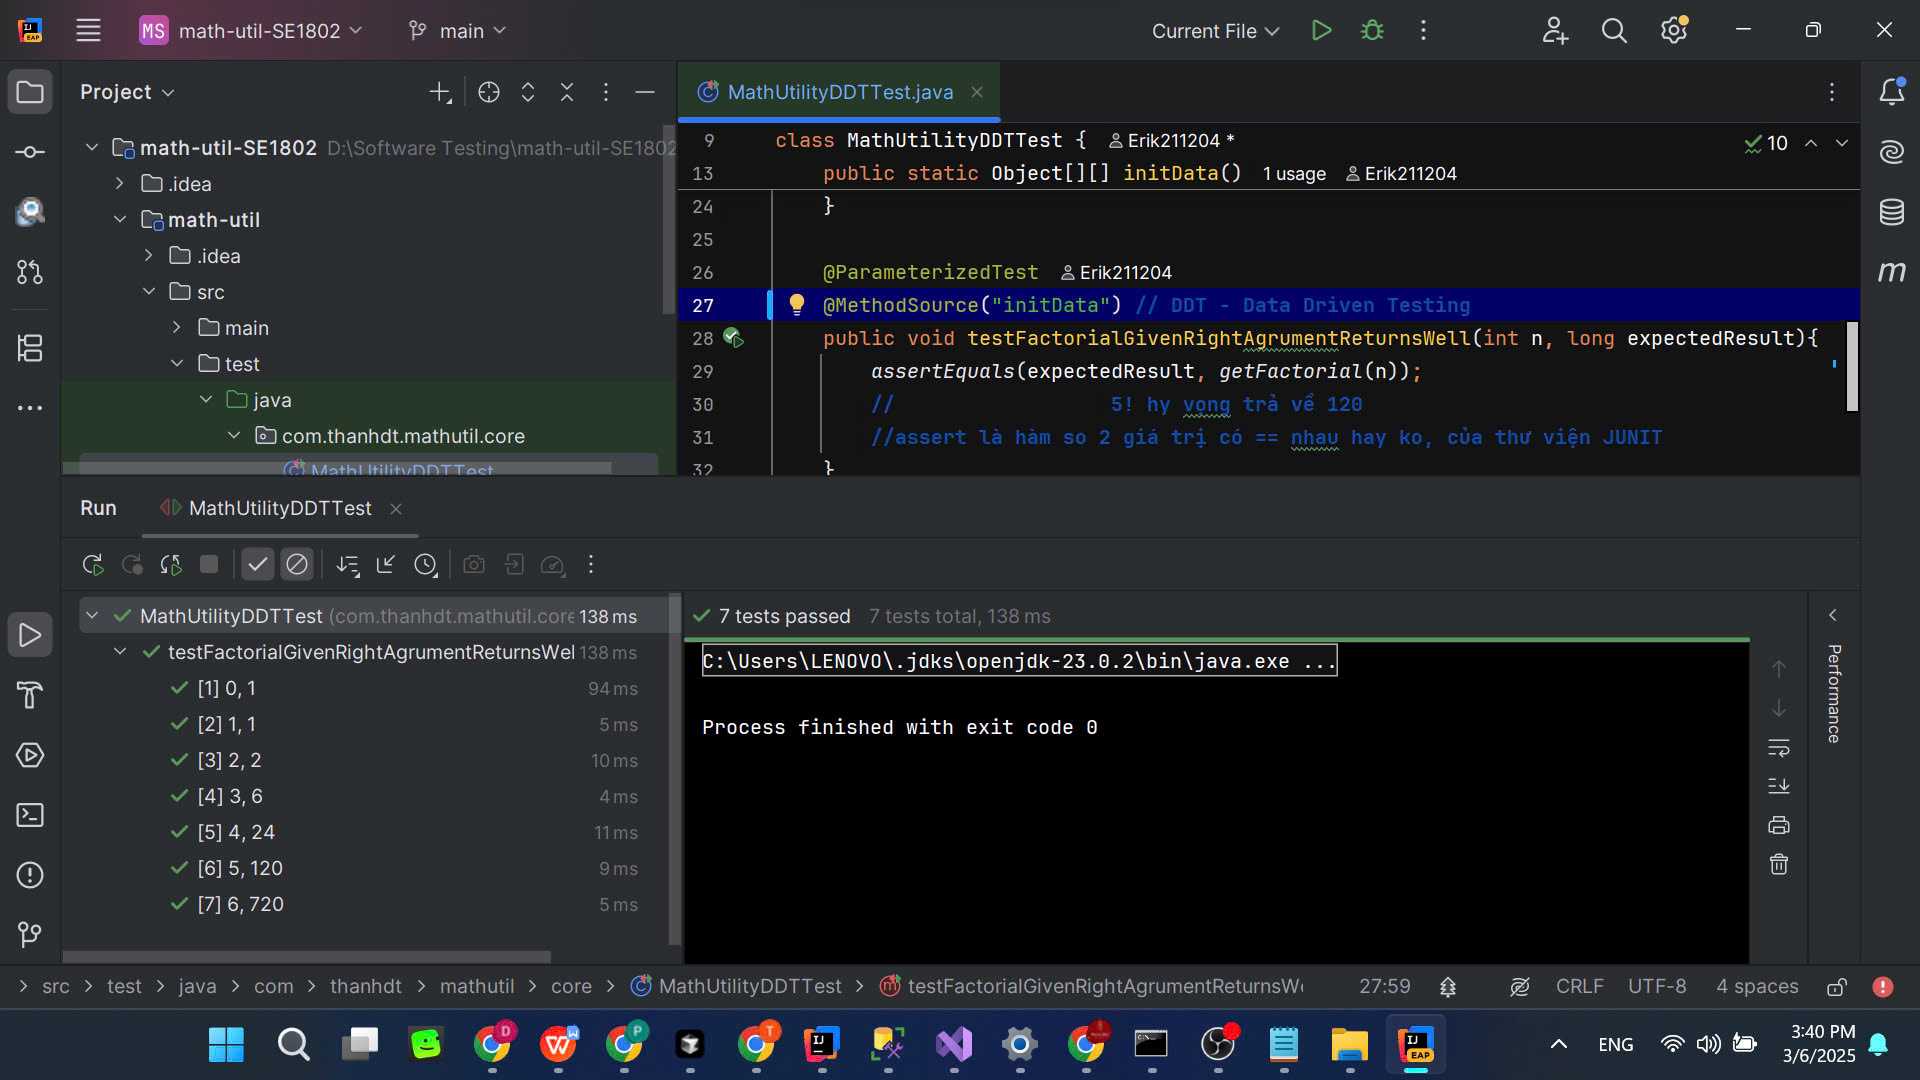 MS math-util-SE1802 main Current File
Project
MathUtilityDDTTest.java
math-util-SE1802 D:\Software Testing\math-util-SE1802
.idea
math-util
.idea
src
main
test
java
com.thanhdt.mathutil.core
MathUtilityDDTTest
9 class MathUtilityDDTTest { Erik211204 *
10
13 public static Object[][] initData() 1 usage Erik211204
24 }
25
26 @ParameterizedTest Erik211204
27 @MethodSource("initData") // DDT - Data Driven Testing
28 public void testFactorialGivenRightAgrumentReturnsWell(int n, long expectedResult){
29 assertEquals(expectedResult, getFactorial(n));
30 // 5! hy vọng trả về 120
31 //assert là hàm so 2 giá trị có == nhau hay ko, của thư viện JUNIT
32 }
Run MathUtilityDDTTest
MathUtilityDDTTest (com.thanhdt.mathutil.core 138 ms
testFactorialGivenRightAgrumentReturnsWel 138 ms
[1] 0, 1 94 ms
[2] 1, 1 5 ms
[3] 2, 2 10 ms
[4] 3, 6 4 ms
[5] 4, 24 11 ms
[6] 5, 120 9 ms
[7] 6, 720 5 ms
7 tests passed 7 tests total, 138 ms
C:\Users\LENOVO\.jdks\openjdk-23.0.2\bin\java.exe ...
Process finished with exit code 0
Performance
src > test > java > com > thanhdt > mathutil > core > MathUtilityDDTTest > testFactorialGivenRightAgrumentReturnsW
27:59 CRLF UTF-8 4 spaces
ENG
3:40 PM
3/6/2025